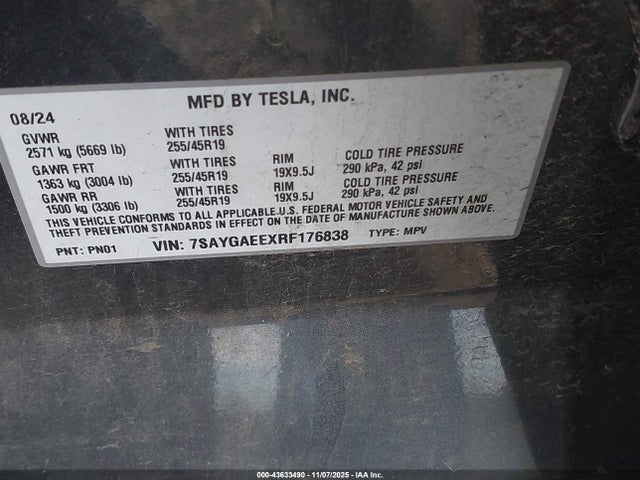 MFD BY TESLA, INC.
08/24
GVWR WITH TIRES
2571 kg (5669 lb) 255/45R19
GAWR FRT WITH TIRES RIM COLD TIRE PRESSURE
1363 kg (3004 lb) 255/45R19 19X9.5J 290 kPa, 42 psi
GAWR RR WITH TIRES RIM COLD TIRE PRESSURE
1500 kg (3306 lb) 255/45R19 19X9.5J 290 kPa, 42 psi
THIS VEHICLE CONFORMS TO ALL APPLICABLE U.S. FEDERAL MOTOR VEHICLE SAFETY AND
THEFT PREVENTION STANDARDS IN EFFECT ON THE DATE OF MANUFACTURE SHOWN ABOVE.
PNT: PN01 VIN: 7SAYGAEEXRF176838 TYPE: MPV
000-43633490 - 11/07/2025 - IAA Inc.